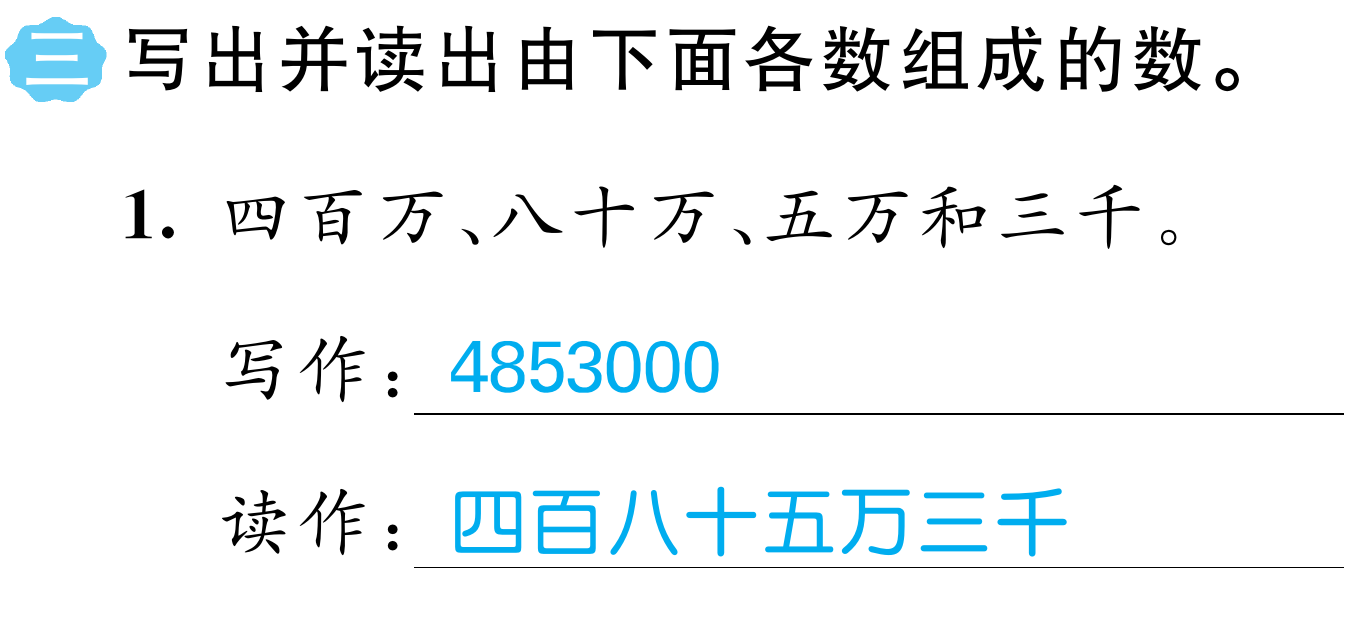 三 写出并读出由下面各数组成的数。
1. 四百万、八十万、五万和三千。
写作：4853000
读作：四百八十五万三千